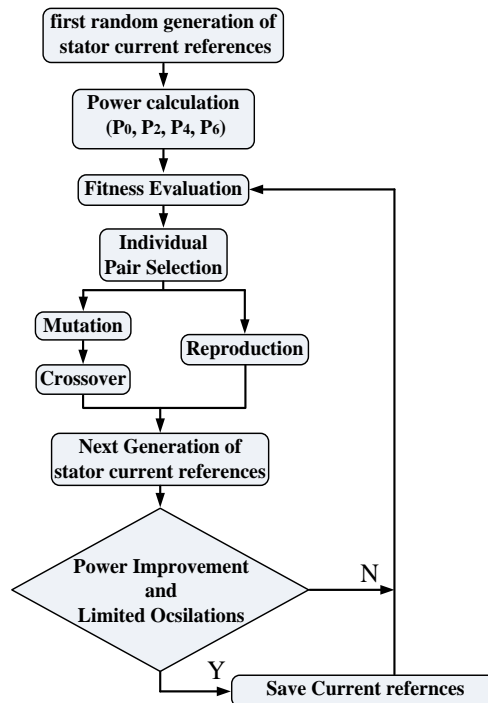 first random generation of
stator current references
Power calculation
(P0, P2, P4, P6)
Fitness Evaluation
Individual
Pair Selection
Mutation
Reproduction
Crossover
Next Generation of
stator current references
Power Improvement
and
Limited Ocsilations
N
Y
Save Current refernces